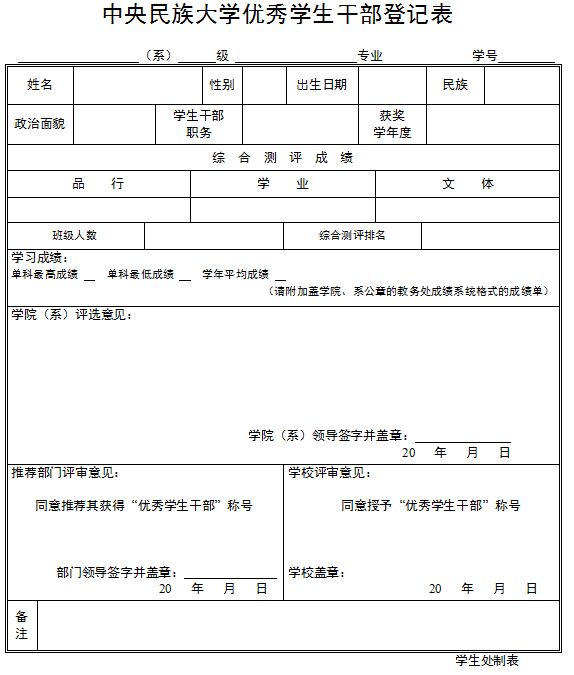 中央民族大学优秀学生干部登记表
（系） 级 专业 学号
姓名 性别 出生日期 民族
政治面貌 学生干部职务 获奖学年度
综 合 测 评 成 绩
品 行 学 业 文 体
班级人数 综合测评排名
学习成绩：
单科最高成绩 单科最低成绩 学年平均成绩
（请附加盖学院、系公章的教务处成绩系统格式的成绩单）
学院（系）评选意见：
学院（系）领导签字并盖章：
20 年 月 日
推荐部门评审意见：
同意推荐其获得“优秀学生干部”称号
部门领导签字并盖章：
20 年 月 日
学校评审意见：
同意授予“优秀学生干部”称号
学校盖章：
20 年 月 日
备注
学生处制表